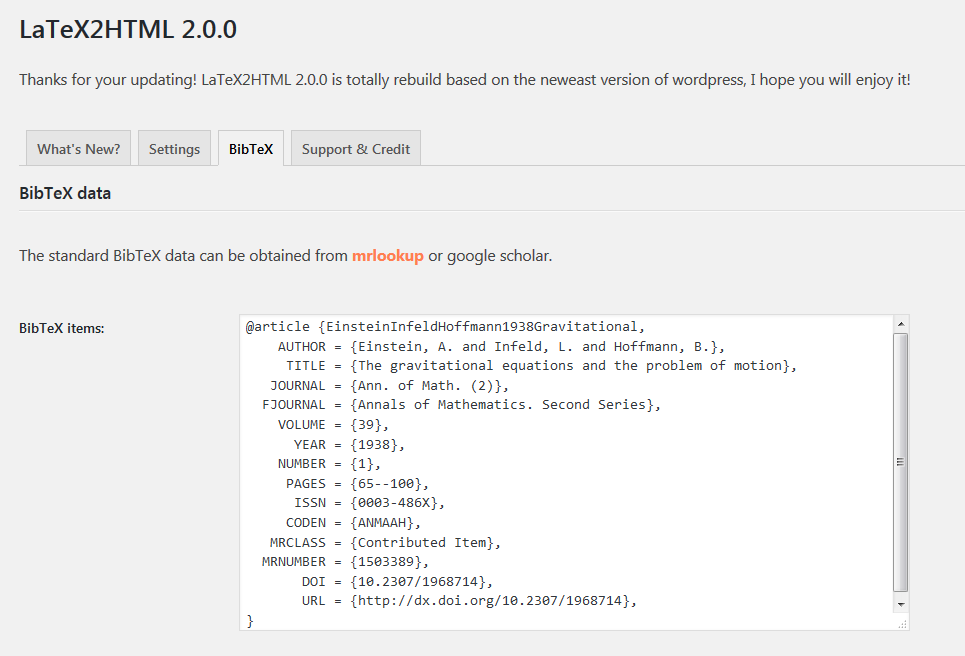 LaTeX2HTML 2.0.0
Thanks for your updating! LaTeX2HTML 2.0.0 is totally rebuild based on the neweast version of wordpress, I hope you will enjoy it!
What's New? Settings BibTeX Support & Credit
BibTeX data
The standard BibTeX data can be obtained from mrlookup or google scholar.
BibTeX items:
@article {EinsteinInfeldHoffmann1938Gravitational,
AUTHOR = {Einstein, A. and Infeld, L. and Hoffmann, B.},
TITLE = {The gravitational equations and the problem of motion},
JOURNAL = {Ann. of Math. (2)},
FJOURNAL = {Annals of Mathematics. Second Series},
VOLUME = {39},
YEAR = {1938},
NUMBER = {1},
PAGES = {65--100},
ISSN = {0003-486X},
CODEN = {ANMAAH},
MRCLASS = {Contributed Item},
MRNUMBER = {1503389},
DOI = {10.2307/1968714},
URL = {http://dx.doi.org/10.2307/1968714},
}